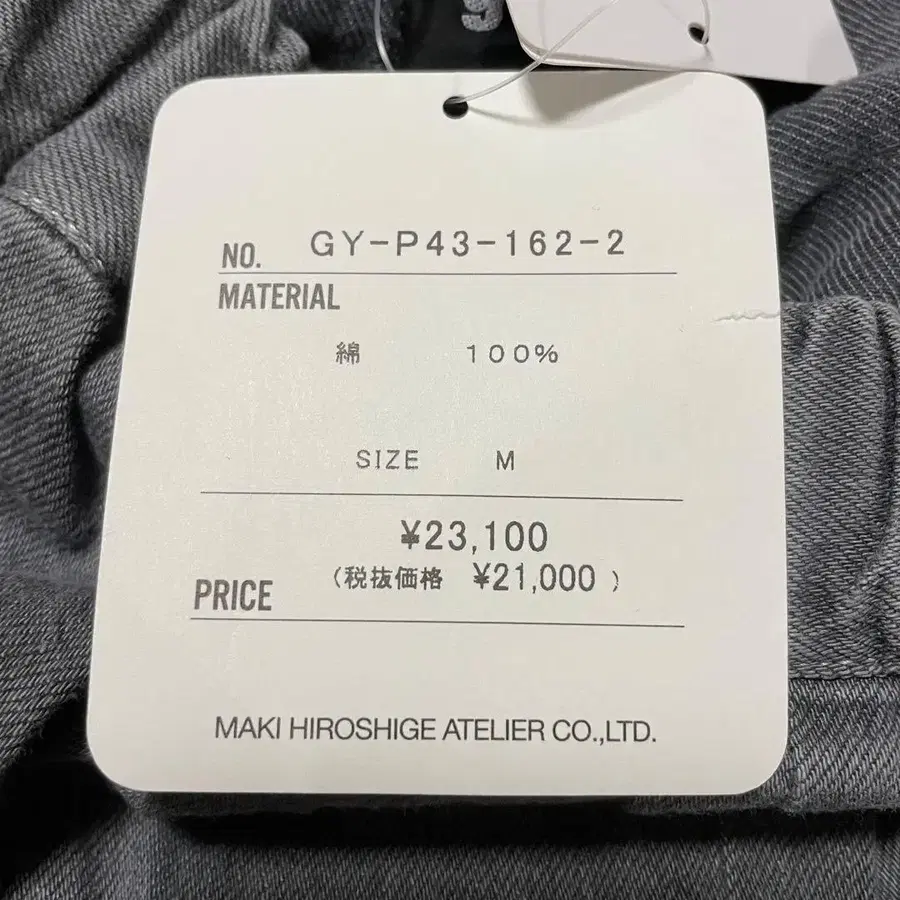 NO. GY-P43-162-2
MATERIAL
綿 100%
SIZE M
¥23,100
PRICE (税抜価格 ¥21,000)
MAKI HIROSHIGE ATELIER CO.,LTD.